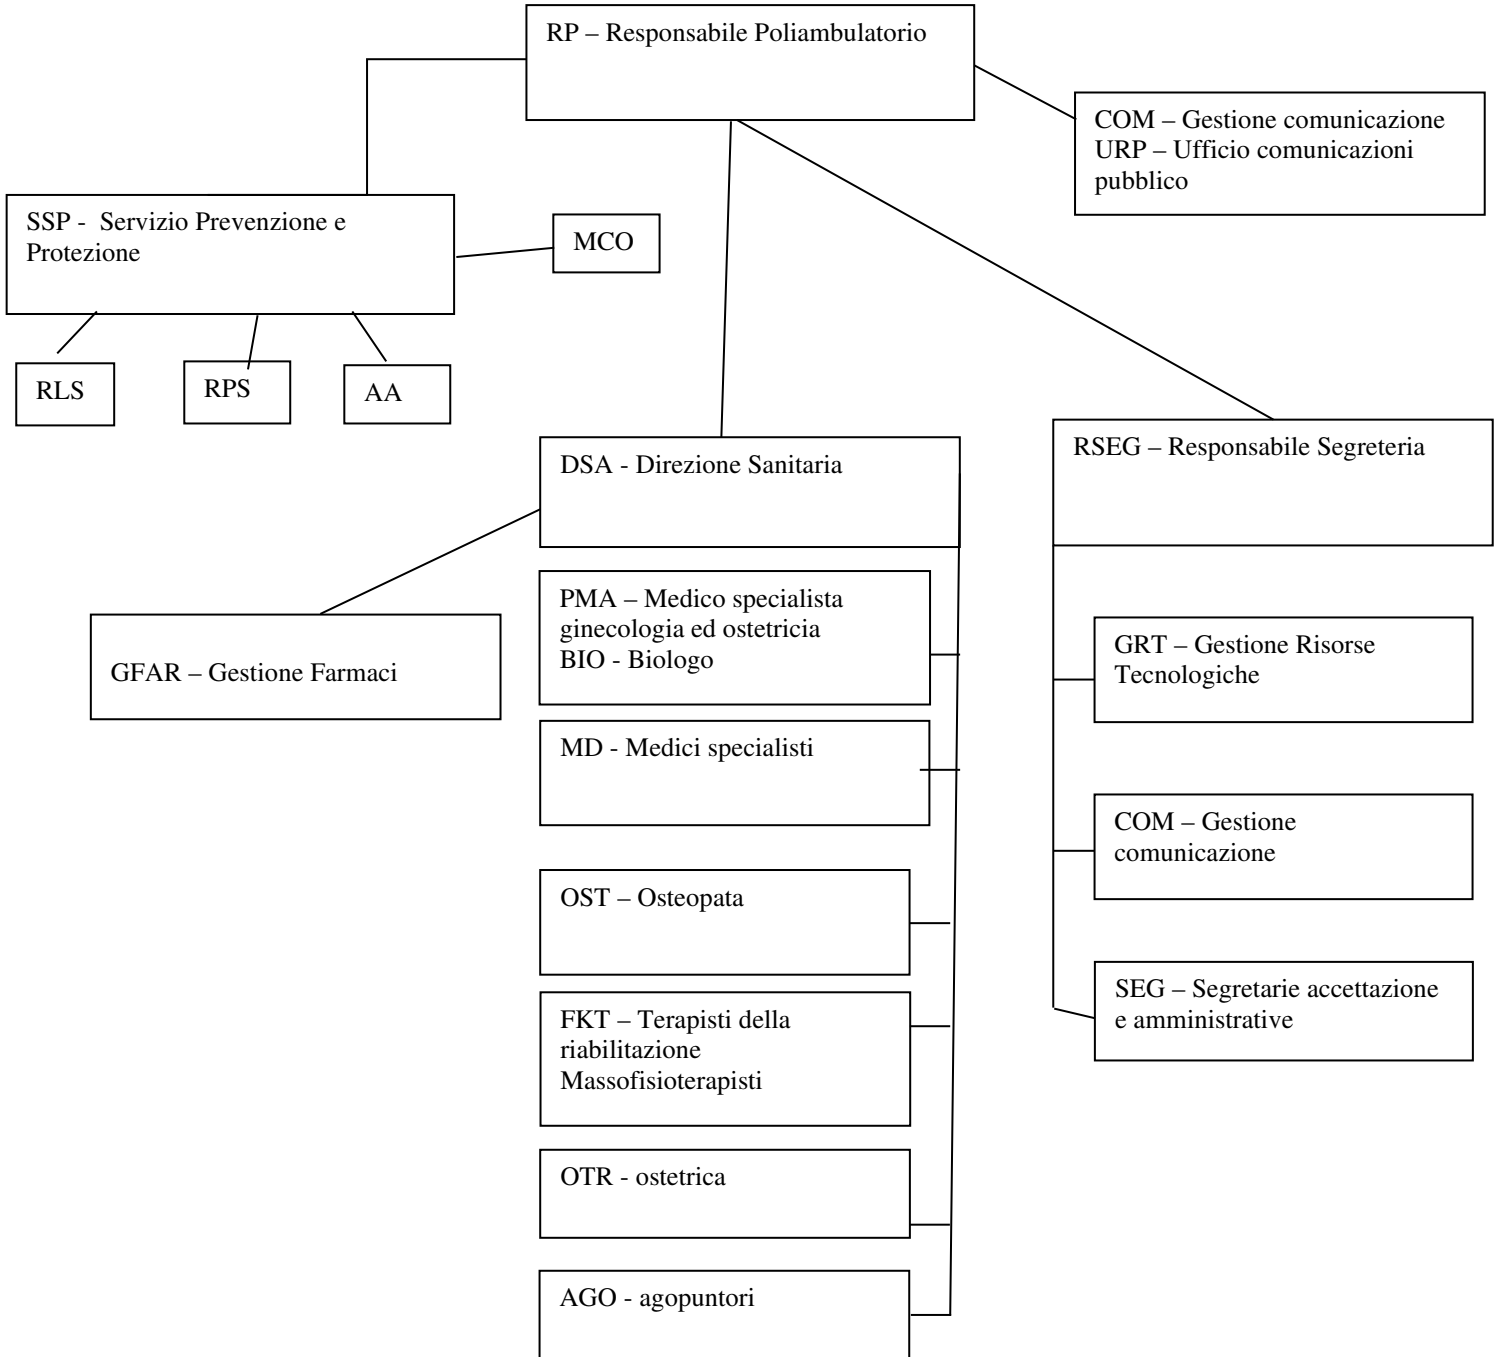 RP – Responsabile Poliambulatorio
COM – Gestione comunicazione
URP – Ufficio comunicazioni
pubblico
SSP -  Servizio Prevenzione e
Protezione
MCO
RLS
RPS
AA
DSA - Direzione Sanitaria
RSEG – Responsabile Segreteria
GFAR – Gestione Farmaci
PMA – Medico specialista
ginecologia ed ostetricia
BIO - Biologo
MD - Medici specialisti
OST – Osteopata
FKT – Terapisti della
riabilitazione
Massofisioterapisti
OTR - ostetrica
AGO - agopuntori
GRT – Gestione Risorse
Tecnologiche
COM – Gestione
comunicazione
SEG – Segretarie accettazione
e amministrative